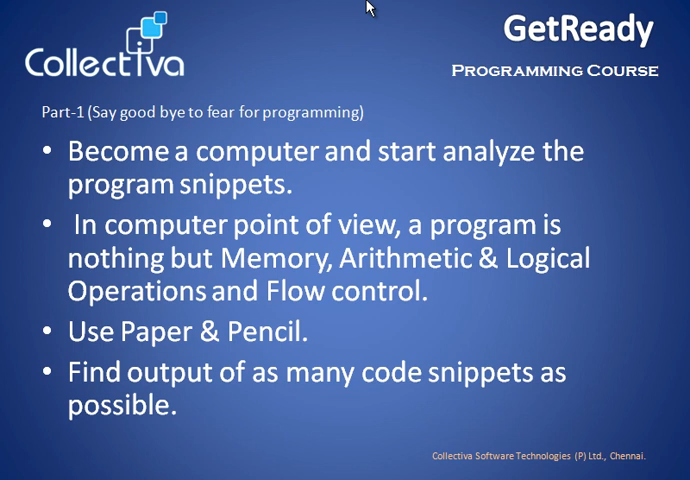 Collectiva
GetReady
PROGRAMMING COURSE
Part-1 (Say good bye to fear for programming)
• Become a computer and start analyze the
program snippets.
• In computer point of view, a program is
nothing but Memory, Arithmetic & Logical
Operations and Flow control.
• Use Paper & Pencil.
• Find output of as many code snippets as
possible.
Collectiva Software Technologies (P) Ltd., Chennai.